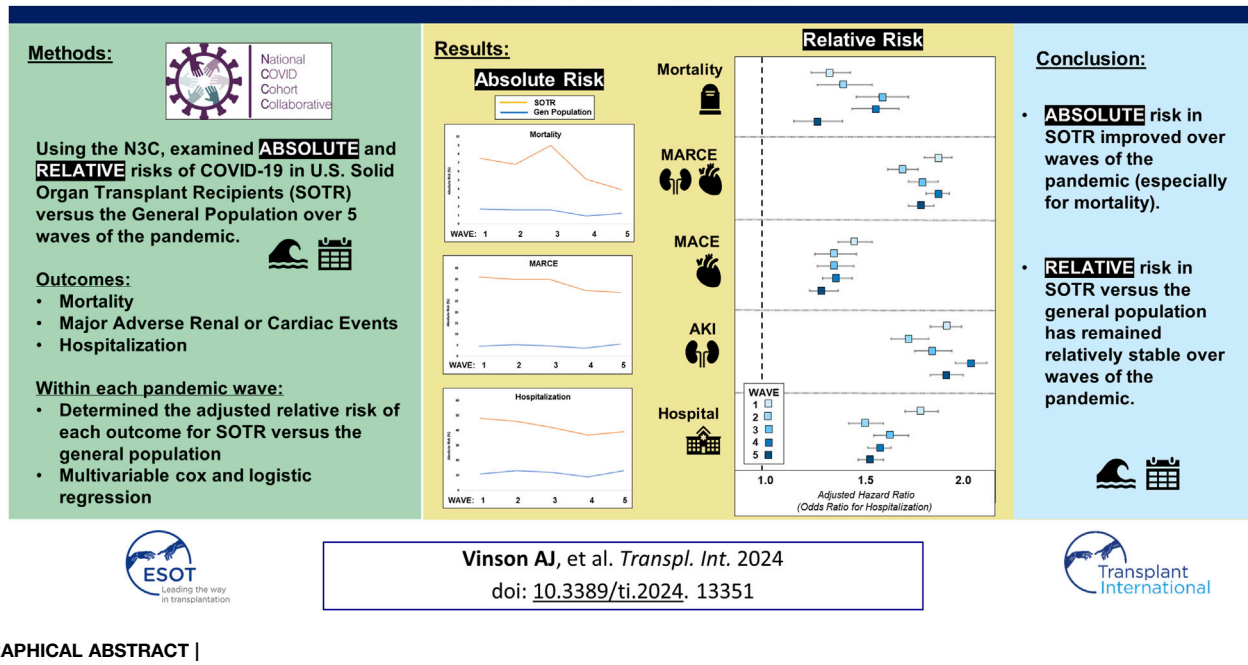 Methods:
National
COVID
Cohort
Collaborative
Using the N3C, examined ABSOLUTE and
RELATIVE risks of COVID-19 in U.S. Solid
Organ Transplant Recipients (SOTR)
versus the General Population over 5
waves of the pandemic.
Outcomes:
• Mortality
• Major Adverse Renal or Cardiac Events
• Hospitalization
Within each pandemic wave:
• Determined the adjusted relative risk of
each outcome for SOTR versus the
general population
• Multivariable cox and logistic
regression
Results:
Absolute Risk
SOTR
Gen Population
Mortality
Absolute Risk (%)
WAVE: 1 2 3 4 5
MARCE
Absolute Risk (%)
WAVE: 1 2 3 4 5
Hospitalization
Absolute Risk (%)
WAVE: 1 2 3 4 5
Relative Risk
Mortality
MARCE
MACE
AKI
Hospital
WAVE
1
2
3
4
5
1.0 1.5 2.0
Adjusted Hazard Ratio
(Odds Ratio for Hospitalization)
Conclusion:
• ABSOLUTE risk in
SOTR improved over
waves of the
pandemic (especially
for mortality).
• RELATIVE risk in
SOTR versus the
general population
has remained
relatively stable over
waves of the
pandemic.
ESOT
Leading the way
in transplantation
Vinson AJ, et al. Transpl. Int. 2024
doi: 10.3389/ti.2024. 13351
Transplant
International
APHICAL ABSTRACT |